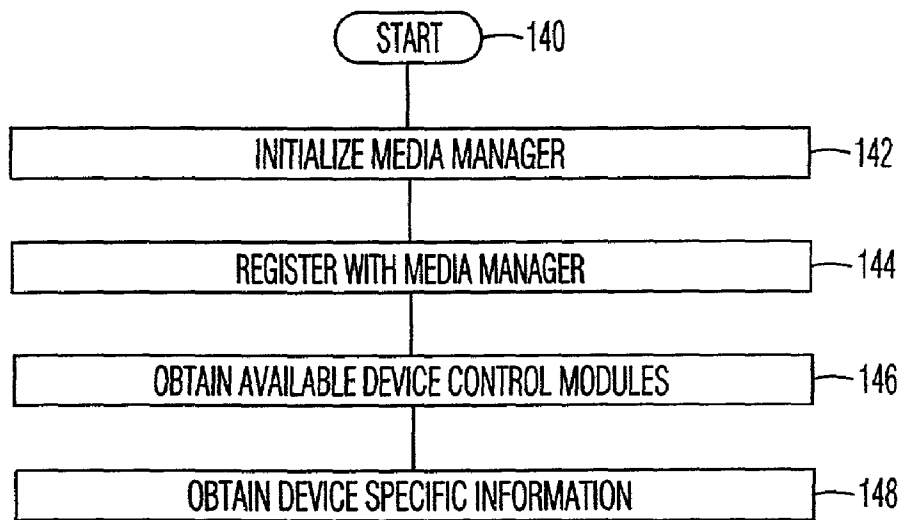 START 140
INITIALIZE MEDIA MANAGER 142
REGISTER WITH MEDIA MANAGER 144
OBTAIN AVAILABLE DEVICE CONTROL MODULES 146
OBTAIN DEVICE SPECIFIC INFORMATION 148